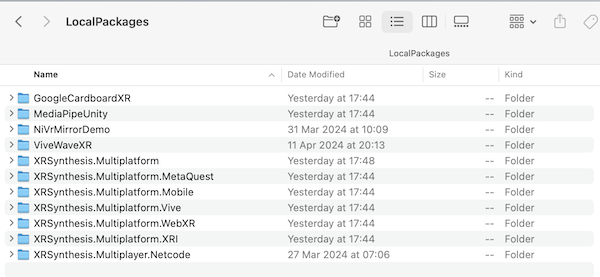 LocalPackages
LocalPackages
Name Date Modified Size Kind
GoogleCardboardXR Yesterday at 17:44 -- Folder
MediaPipeUnity Yesterday at 17:44 -- Folder
NiVrMirrorDemo 31 Mar 2024 at 10:09 -- Folder
ViveWaveXR 11 Apr 2024 at 20:13 -- Folder
XRSynthesis.Multiplatform Yesterday at 17:48 -- Folder
XRSynthesis.Multiplatform.MetaQuest Yesterday at 17:44 -- Folder
XRSynthesis.Multiplatform.Mobile Yesterday at 17:44 -- Folder
XRSynthesis.Multiplatform.Vive Yesterday at 17:44 -- Folder
XRSynthesis.Multiplatform.WebXR Yesterday at 17:44 -- Folder
XRSynthesis.Multiplatform.XRI Yesterday at 17:44 -- Folder
XRSynthesis.Multiplayer.Netcode 27 Mar 2024 at 07:06 -- Folder